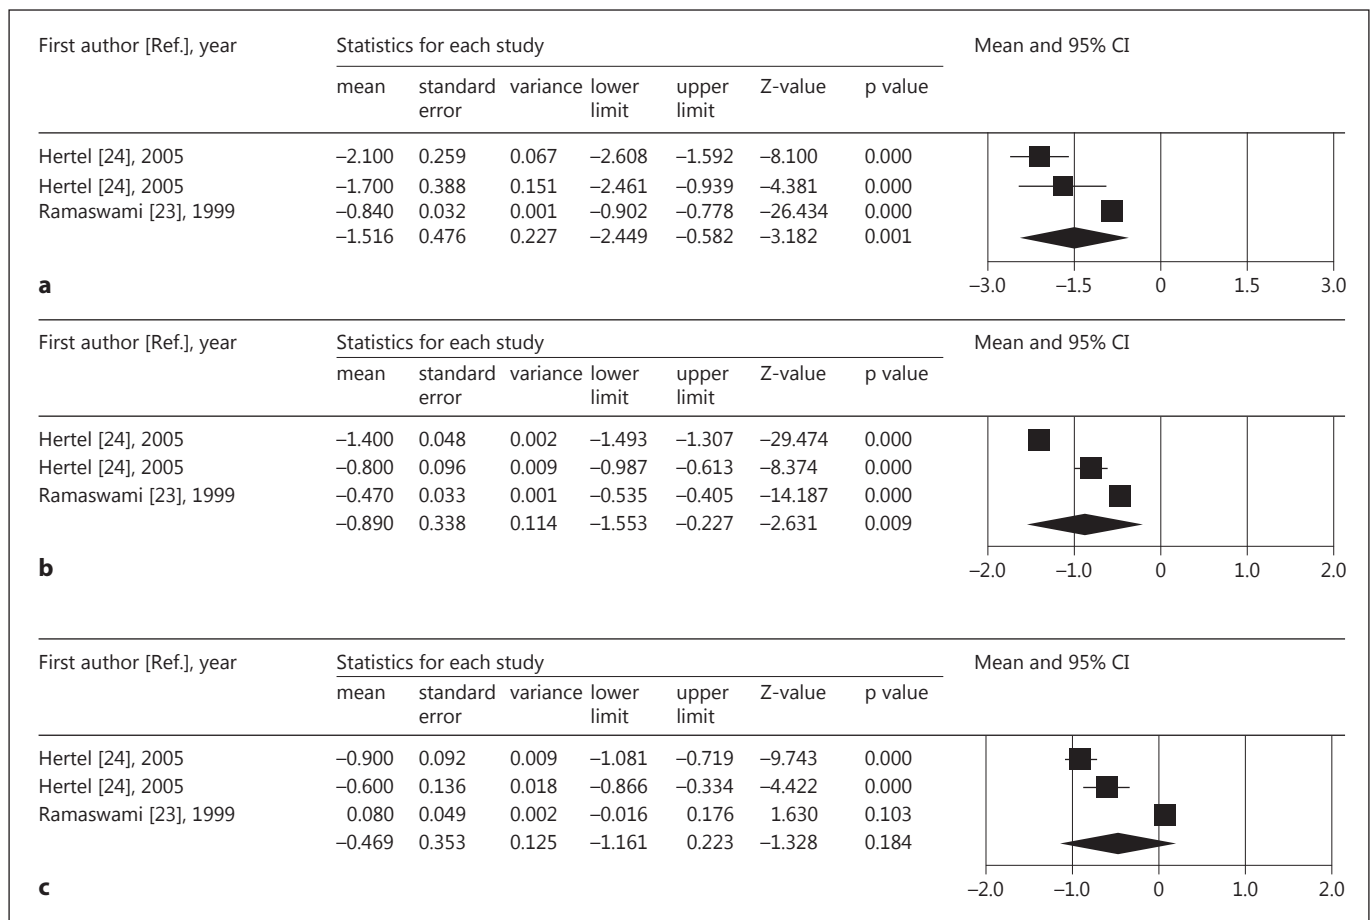 First author [Ref.], year Statistics for each study Mean and 95% CI
mean standard error variance lower limit upper limit Z-value p value
Hertel [24], 2005 –2.100 0.259 0.067 –2.608 –1.592 –8.100 0.000
Hertel [24], 2005 –1.700 0.388 0.151 –2.461 –0.939 –4.381 0.000
Ramaswami [23], 1999 –0.840 0.032 0.001 –0.902 –0.778 –26.434 0.000
–1.516 0.476 0.227 –2.449 –0.582 –3.182 0.001
a –3.0 –1.5 0 1.5 3.0
First author [Ref.], year Statistics for each study Mean and 95% CI
mean standard error variance lower limit upper limit Z-value p value
Hertel [24], 2005 –1.400 0.048 0.002 –1.493 –1.307 –29.474 0.000
Hertel [24], 2005 –0.800 0.096 0.009 –0.987 –0.613 –8.374 0.000
Ramaswami [23], 1999 –0.470 0.033 0.001 –0.535 –0.405 –14.187 0.000
–0.890 0.338 0.114 –1.553 –0.227 –2.631 0.009
b –2.0 –1.0 0 1.0 2.0
First author [Ref.], year Statistics for each study Mean and 95% CI
mean standard error variance lower limit upper limit Z-value p value
Hertel [24], 2005 –0.900 0.092 0.009 –1.081 –0.719 –9.743 0.000
Hertel [24], 2005 –0.600 0.136 0.018 –0.866 –0.334 –4.422 0.000
Ramaswami [23], 1999 0.080 0.049 0.002 –0.016 0.176 1.630 0.103
–0.469 0.353 0.125 –1.161 0.223 –1.328 0.184
c –2.0 –1.0 0 1.0 2.0